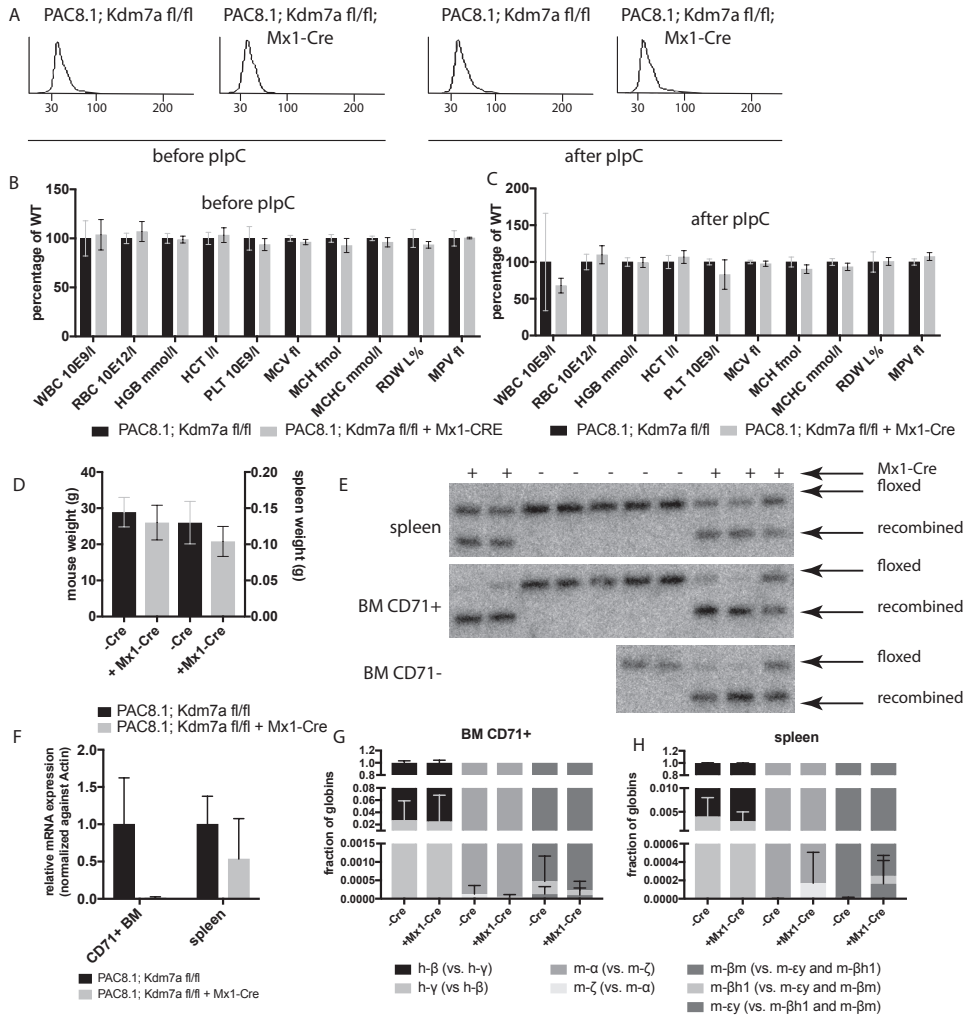 A
PAC8.1; Kdm7a fl/fl
PAC8.1; Kdm7a fl/fl;
Mx1-Cre
PAC8.1; Kdm7a fl/fl
PAC8.1; Kdm7a fl/fl;
Mx1-Cre
30 100 200
30 100 200
30 100 200
30 100 200
before pIpC
after pIpC
B
before pIpC
percentage of WT
150
100
50
0
WBC 10E9/l
RBC 10E12/l
HGB mmol/l
HCT l/l
PLT 10E9/l
MCV fl
MCH fmol
MCHC mmol/l
RDW L%
MPV fl
PAC8.1; Kdm7a fl/fl
PAC8.1; Kdm7a fl/fl + Mx1-CRE
C
after pIpC
percentage of WT
200
150
100
50
0
WBC 10E9/l
RBC 10E12/l
HGB mmol/l
HCT l/l
PLT 10E9/l
MCV fl
MCH fmol
MCHC mmol/l
RDW L%
MPV fl
PAC8.1; Kdm7a fl/fl
PAC8.1; Kdm7a fl/fl + Mx1-Cre
D
mouse weight (g)
40
30
20
10
0
spleen weight (g)
0.20
0.15
0.10
0.05
0.00
-Cre
+Mx1-Cre
-Cre
+Mx1-Cre
PAC8.1; Kdm7a fl/fl
PAC8.1; Kdm7a fl/fl + Mx1-Cre
E
+ + - - - - - + + + Mx1-Cre
floxed
spleen
recombined
floxed
BM CD71+
recombined
BM CD71-
floxed
recombined
F
relative mRNA expression
(normalized against Actin)
2.0
1.5
1.0
0.5
0.0
CD71+ BM
spleen
PAC8.1; Kdm7a fl/fl
PAC8.1; Kdm7a fl/fl + Mx1-Cre
G
BM CD71+
fraction of globins
1.2
1.0
0.8
0.08
0.06
0.04
0.02
0.0015
0.0010
0.0005
0.0000
-Cre
+Mx1-Cre
-Cre
+Mx1-Cre
-Cre
+Mx1-Cre
H
spleen
fraction of globins
1.2
1.0
0.8
0.010
0.005
0.0006
0.0004
0.0002
0.0000
-Cre
+Mx1-Cre
-Cre
+Mx1-Cre
-Cre
+Mx1-Cre
h-β (vs. h-γ)
h-γ (vs h-β)
m-α (vs. m-ζ)
m-ζ (vs. m-α)
m-βm (vs. m-εy and m-βh1)
m-βh1 (vs. m-εy and m-βm)
m-εy (vs. m-βh1 and m-βm)